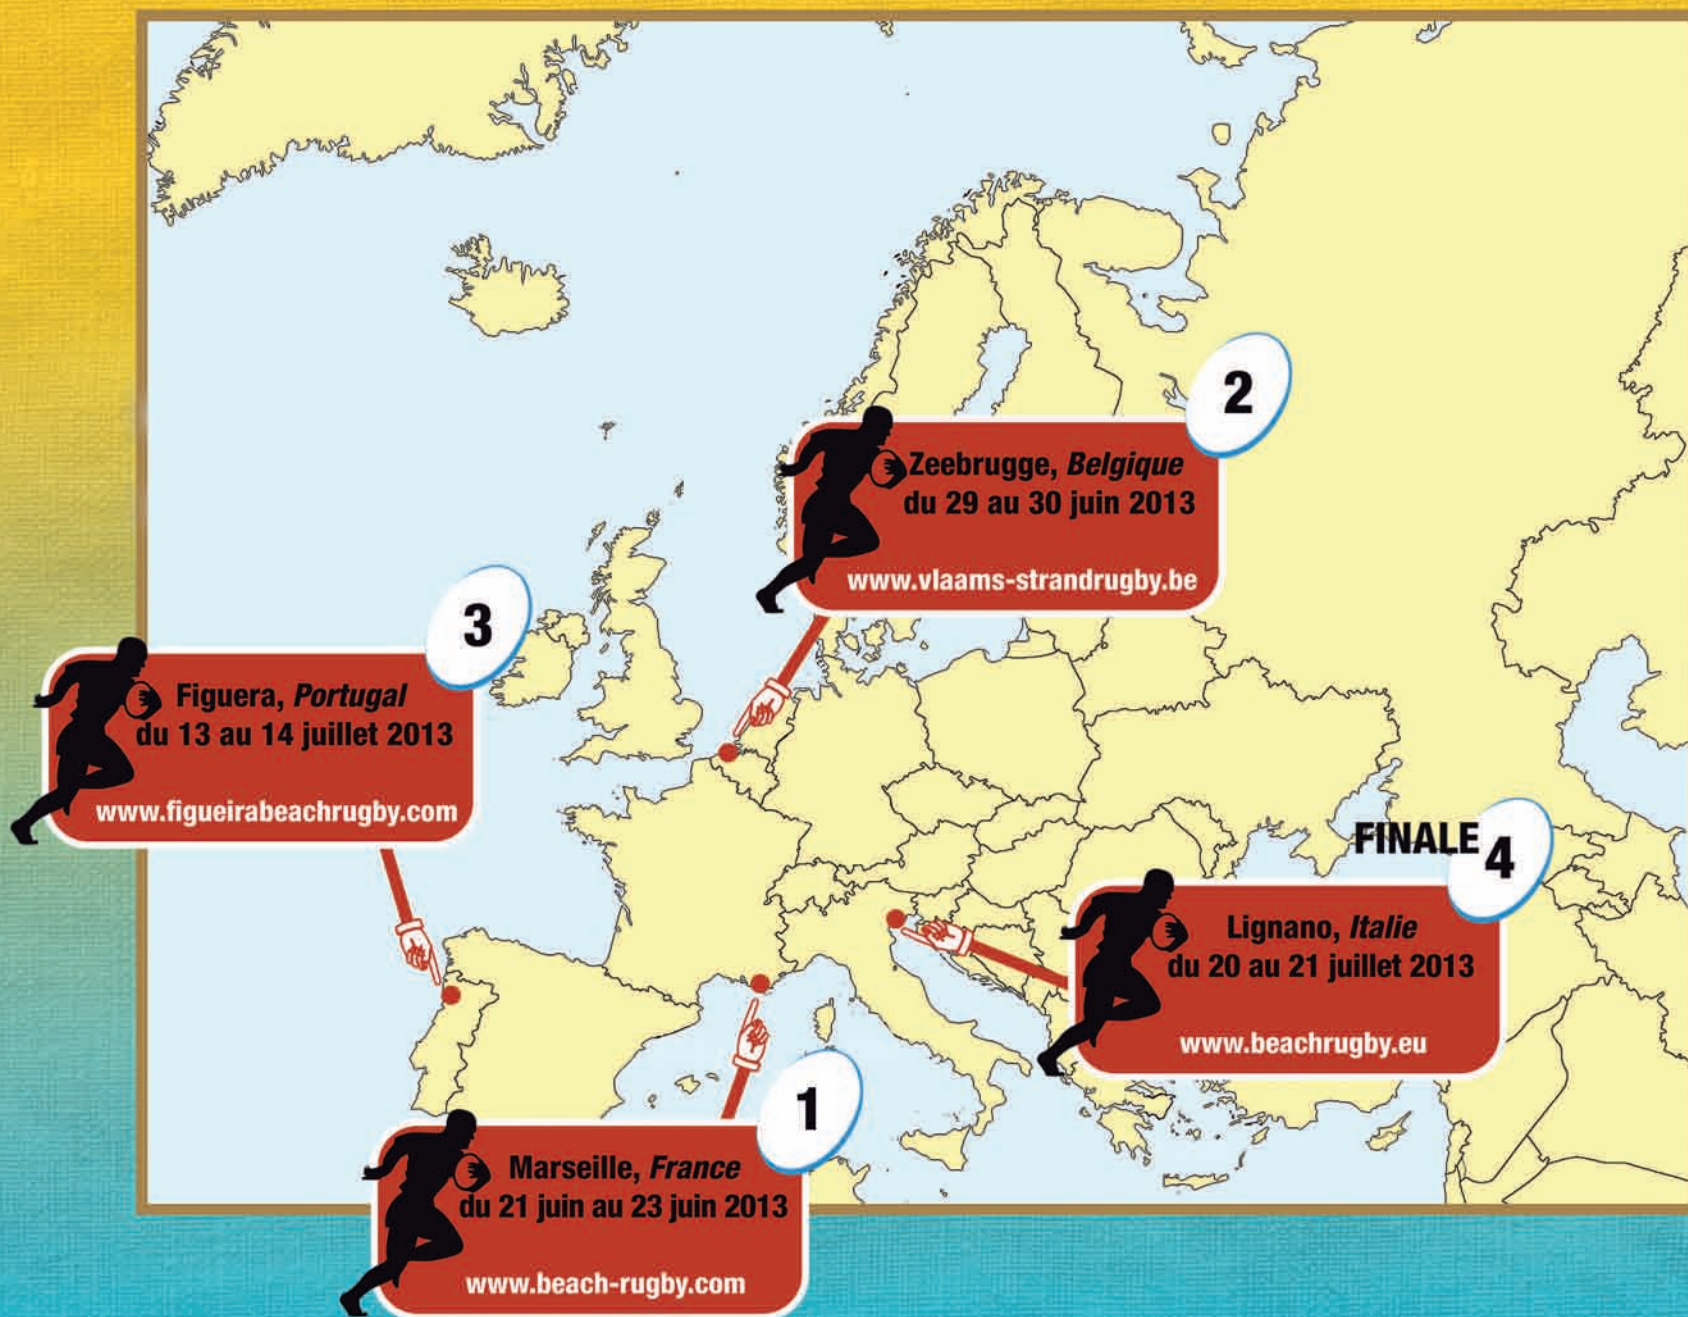 2
Zeebrugge, Belgique
du 29 au 30 juin 2013
www.vlaams-strandrugby.be
3
Figuera, Portugal
du 13 au 14 juillet 2013
www.figueirabeachrugby.com
FINALE 4
Lignano, Italie
du 20 au 21 juillet 2013
www.beachrugby.eu
1
Marseille, France
du 21 juin au 23 juin 2013
www.beach-rugby.com